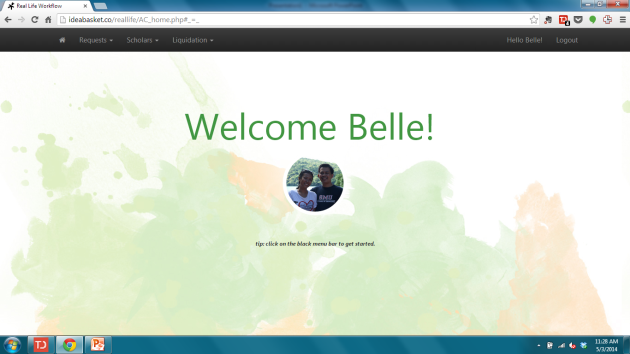 Real Life Workflow
ideabasket.co/reallife/AC_home.php#_=_
Requests Scholars Liquidation Hello Belle! Logout
Welcome Belle!
tip: click on the black menu bar to get started.
11:28 AM
5/3/2014